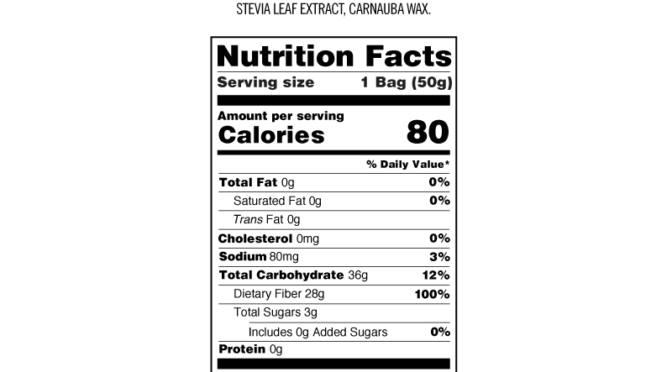 STEVIA LEAF EXTRACT, CARNAUBA WAX.
Nutrition Facts
Serving size 1 Bag (50g)
Amount per serving
Calories 80
% Daily Value*
Total Fat 0g 0%
Saturated Fat 0g 0%
Trans Fat 0g
Cholesterol 0mg 0%
Sodium 80mg 3%
Total Carbohydrate 36g 12%
Dietary Fiber 28g 100%
Total Sugars 3g
Includes 0g Added Sugars 0%
Protein 0g